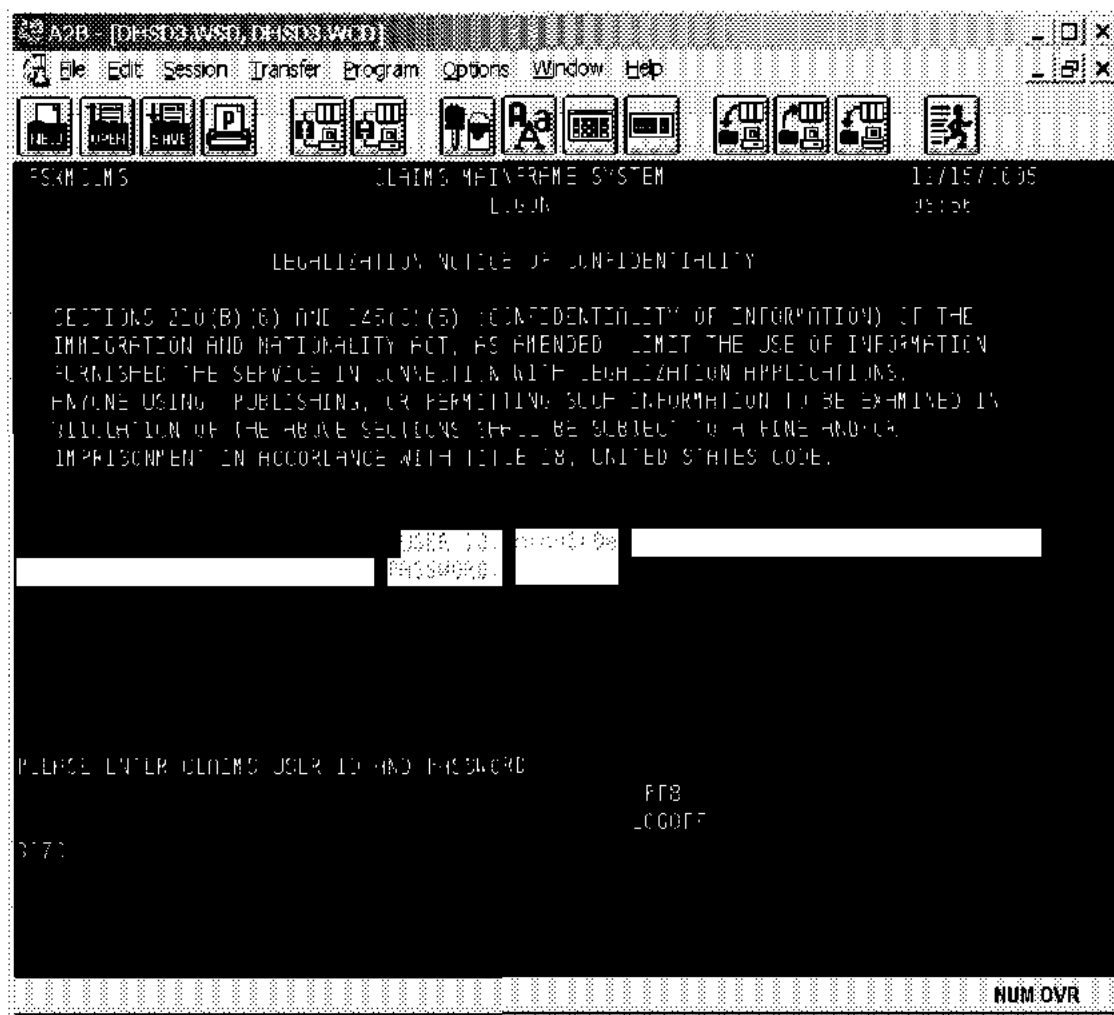 A2B - [DHSD3.WSD, DHSD3.WCD]
File Edit Session Transfer Program Options Window Help
NEW OPEN SAVE P
CLAIMS MAINFRAME SYSTEM
LOGON
LEGALIZATION NOTICE OF CONFIDENTIALITY
SECTIONS 210(B)(6) AND 245(C)(5) (CONFIDENTIALITY OF INFORMATION) OF THE
IMMIGRATION AND NATIONALITY ACT, AS AMENDED LIMIT THE USE OF INFORMATION
FURNISHED THE SERVICE IN CONNECTION WITH LEGALIZATION APPLICATIONS.
ANYONE USING, PUBLISHING, OR PERMITTING SUCH INFORMATION TO BE EXAMINED IN
VIOLATION OF THE ABOVE SECTIONS SHALL BE SUBJECT TO A FINE AND/OR
IMPRISONMENT IN ACCORDANCE WITH TITLE 18, UNITED STATES CODE.
USER ID:
PASSWORD:
PLEASE ENTER CLAIMS USER ID AND PASSWORD
PF8
LOGOFF
NUM OVR